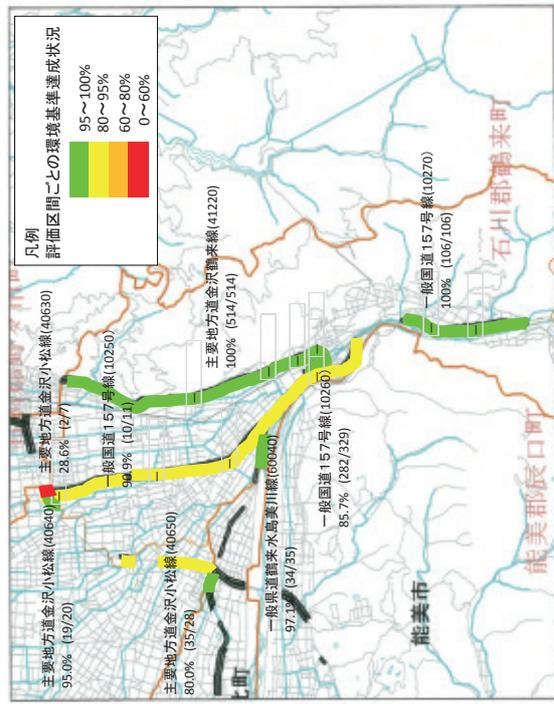 凡例
評価区間ごとの環境基準達成状況
95～100%
80～95%
60～80%
0～60%
主要地方道金沢小松線(40630)
28.6% (2/7)
一般国道157号線(10250)
90.9% (10/11)
主要地方道金沢鶴来線(41220)
100% (514/514)
一般国道157号線(10270)
100% (106/106)
石川郡鶴来町
主要地方道金沢小松線(40640)
95.0% (19/20)
主要地方道金沢小松線(40650)
80.0% (35/28)
一般県道鶴来水島美川線(60040)
97.1% (34/35)
一般国道157号線(10260)
85.7% (282/329)
能美市
能美郡辰口町